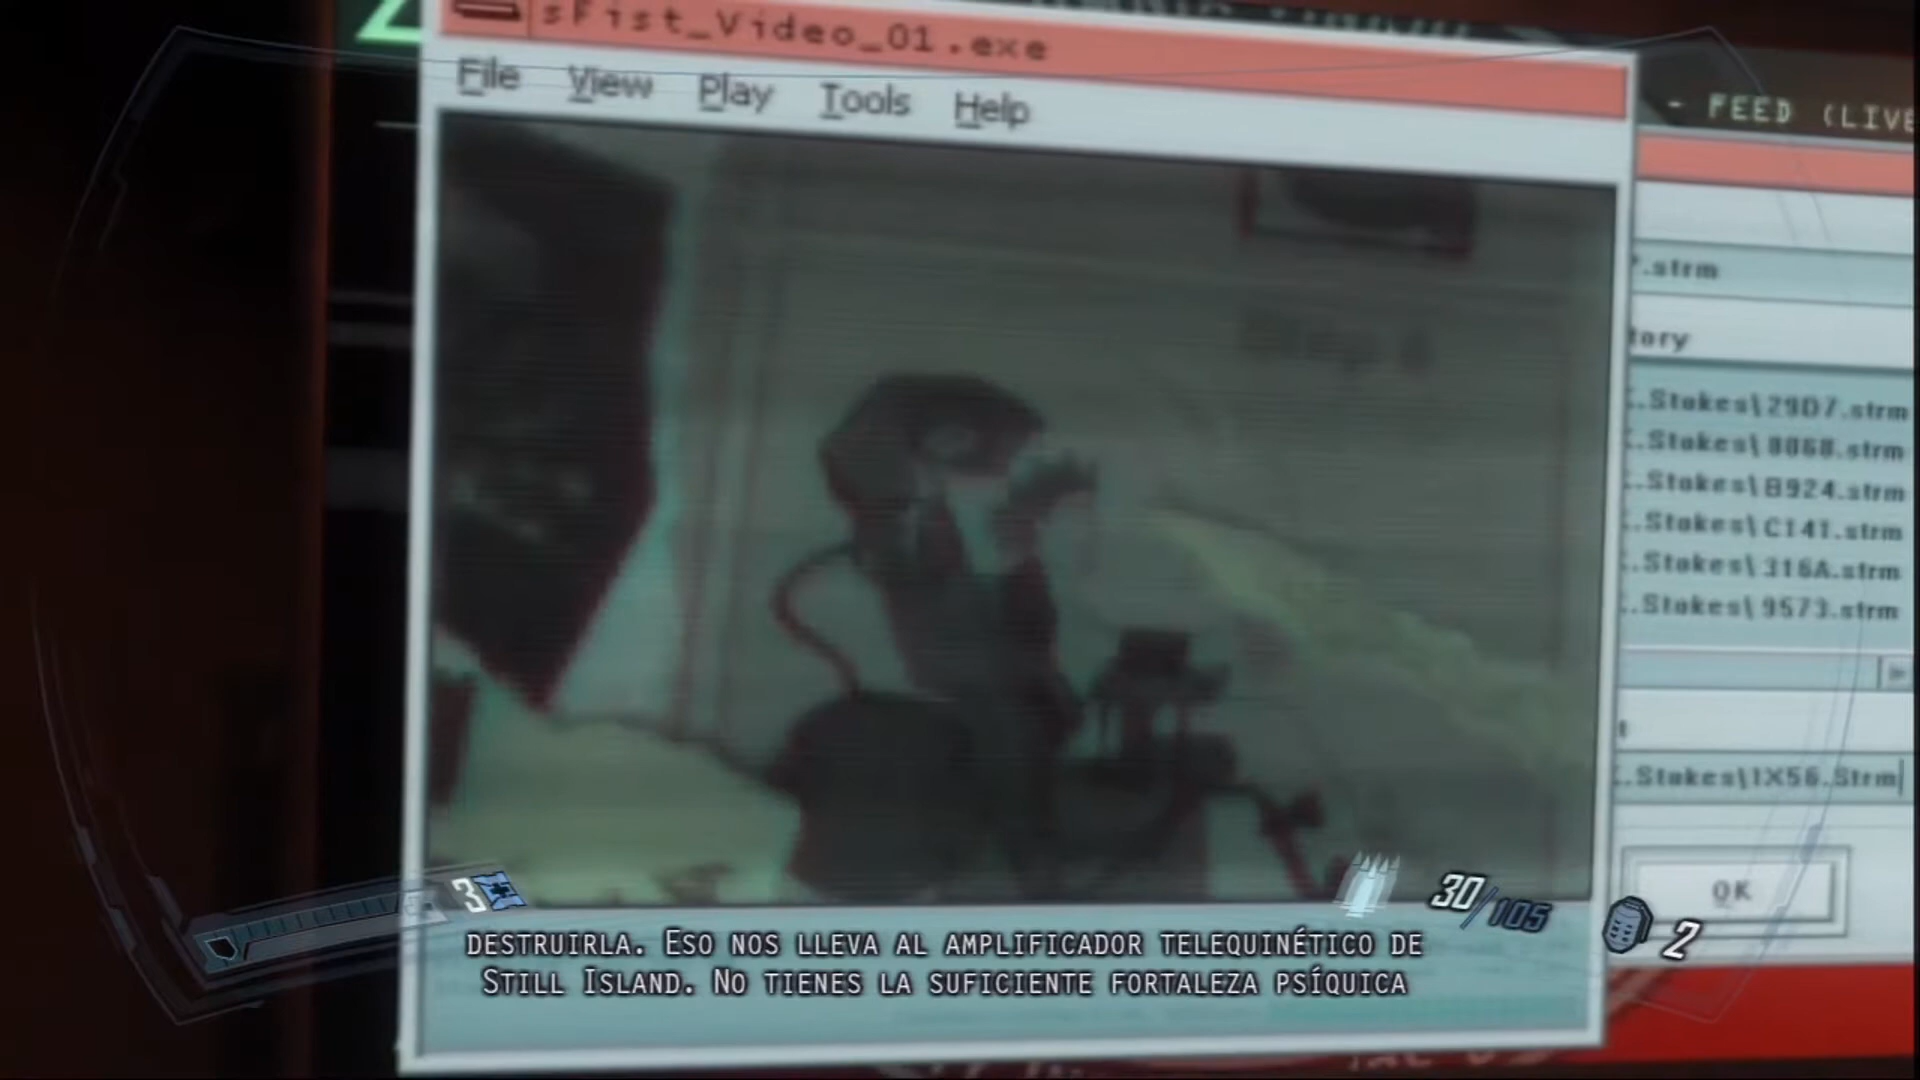 sFist_Video_01.exe
File View Play Tools Help
- FEED (LIVE
.strm
tory
.Stokes\29D7.strm
.Stokes\8068.strm
.Stokes\B924.strm
.Stokes\C141.strm
.Stokes\316A.strm
.Stokes\9573.strm
.Stokes\1X56.Strm
OK
3
30/105
2
DESTRUIRLA. ESO NOS LLEVA AL AMPLIFICADOR TELEQUINÉTICO DE
STILL ISLAND. NO TIENES LA SUFICIENTE FORTALEZA PSÍQUICA